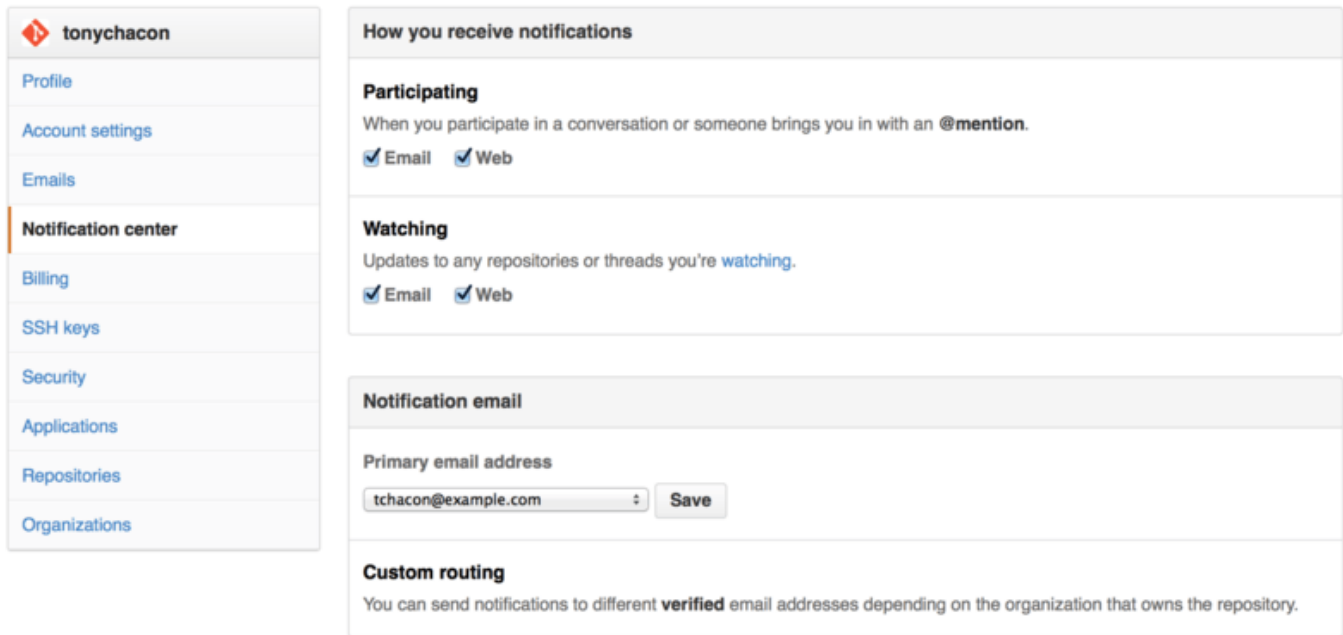 tonychacon
Profile
Account settings
Emails
Notification center
Billing
SSH keys
Security
Applications
Repositories
Organizations
How you receive notifications
Participating
When you participate in a conversation or someone brings you in with an @mention.
Email Web
Watching
Updates to any repositories or threads you're watching.
Email Web
Notification email
Primary email address
tchacon@example.com Save
Custom routing
You can send notifications to different verified email addresses depending on the organization that owns the repository.